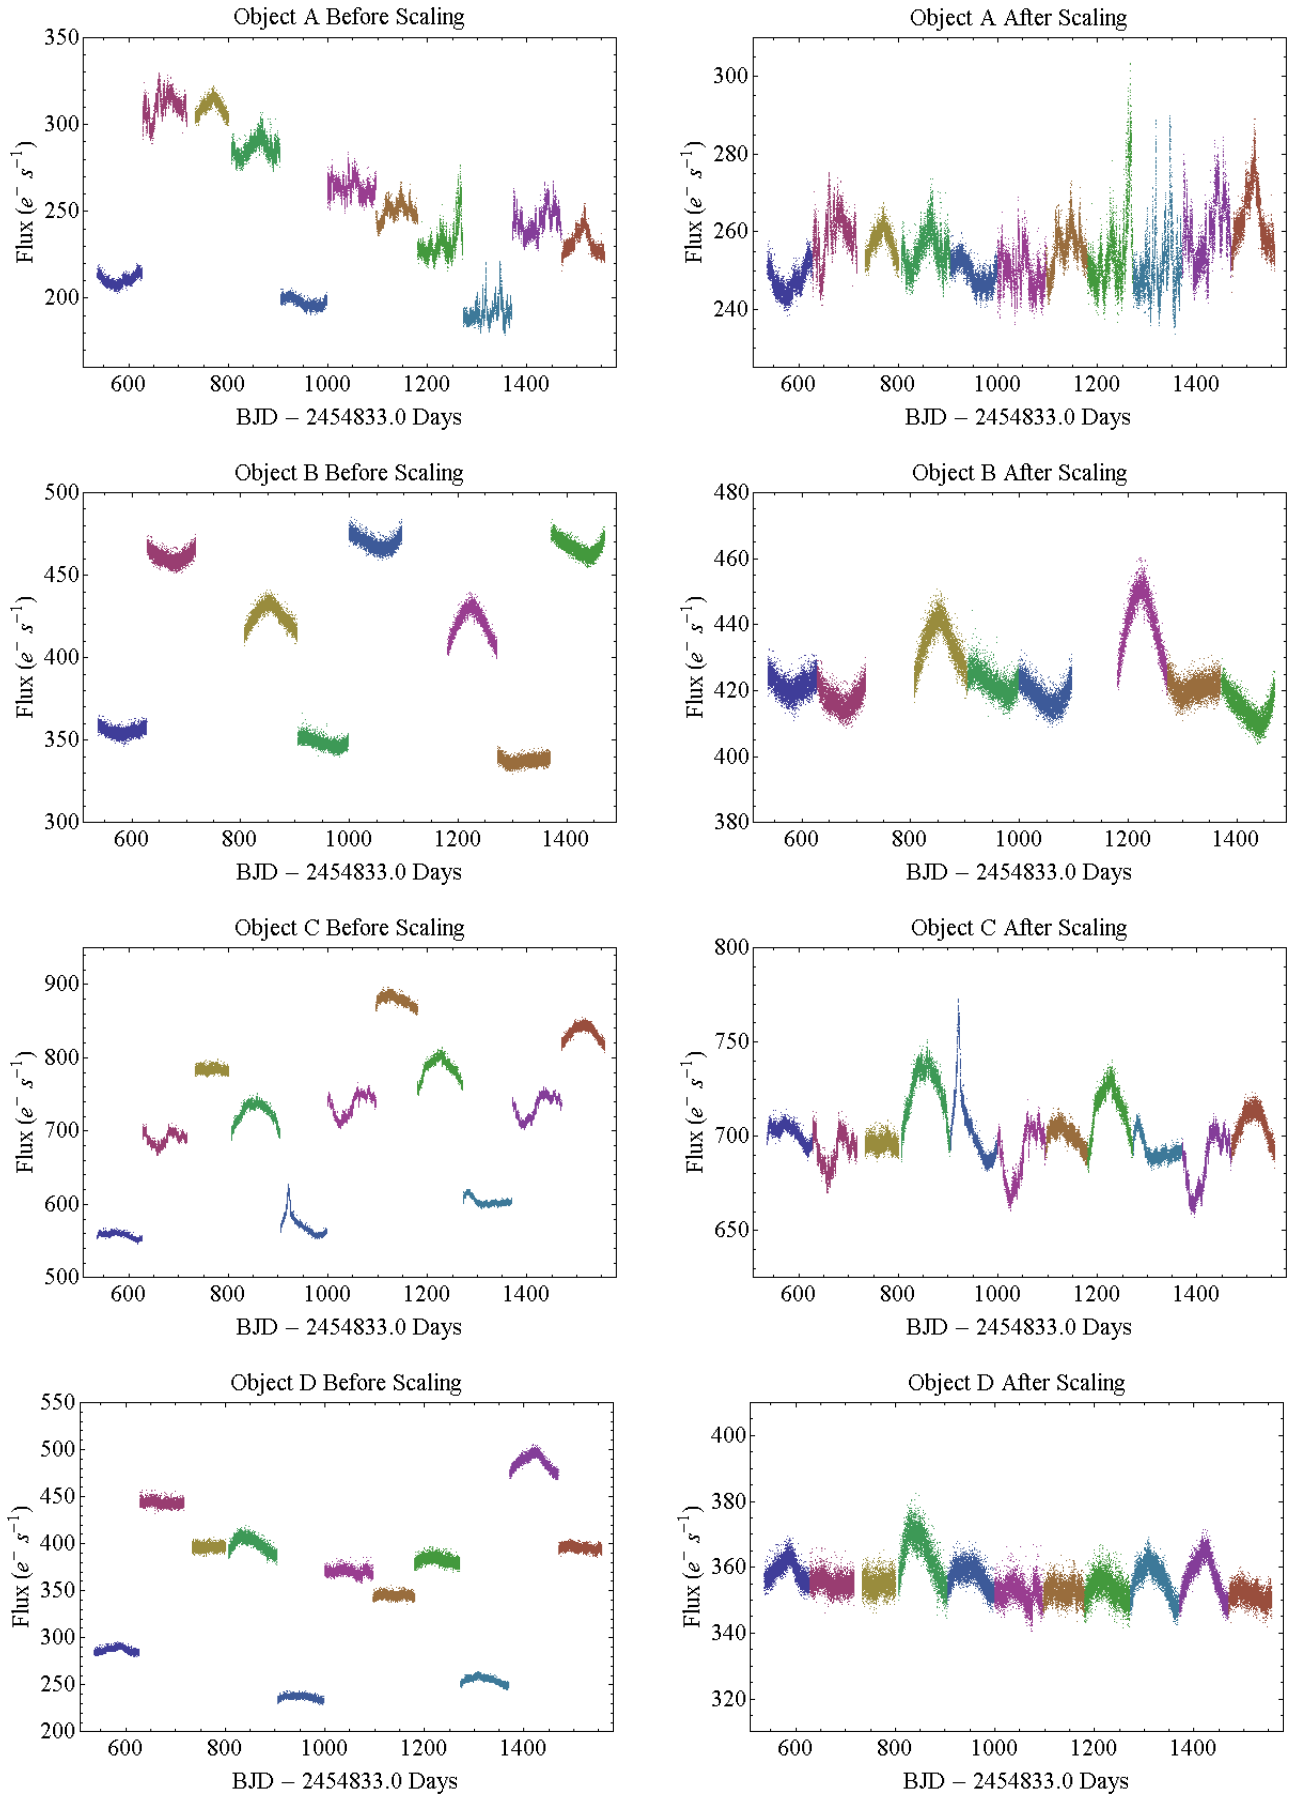 Object A Before Scaling
Flux (e⁻ s⁻¹)
350
300
250
200
600 800 1000 1200 1400
BJD − 2454833.0 Days
Object A After Scaling
Flux (e⁻ s⁻¹)
300
280
260
240
600 800 1000 1200 1400
BJD − 2454833.0 Days
Object B Before Scaling
Flux (e⁻ s⁻¹)
500
450
400
350
300
600 800 1000 1200 1400
BJD − 2454833.0 Days
Object B After Scaling
Flux (e⁻ s⁻¹)
480
460
440
420
400
380
600 800 1000 1200 1400
BJD − 2454833.0 Days
Object C Before Scaling
Flux (e⁻ s⁻¹)
900
800
700
600
500
600 800 1000 1200 1400
BJD − 2454833.0 Days
Object C After Scaling
Flux (e⁻ s⁻¹)
800
750
700
650
600 800 1000 1200 1400
BJD − 2454833.0 Days
Object D Before Scaling
Flux (e⁻ s⁻¹)
550
500
450
400
350
300
250
200
600 800 1000 1200 1400
BJD − 2454833.0 Days
Object D After Scaling
Flux (e⁻ s⁻¹)
400
380
360
340
320
600 800 1000 1200 1400
BJD − 2454833.0 Days